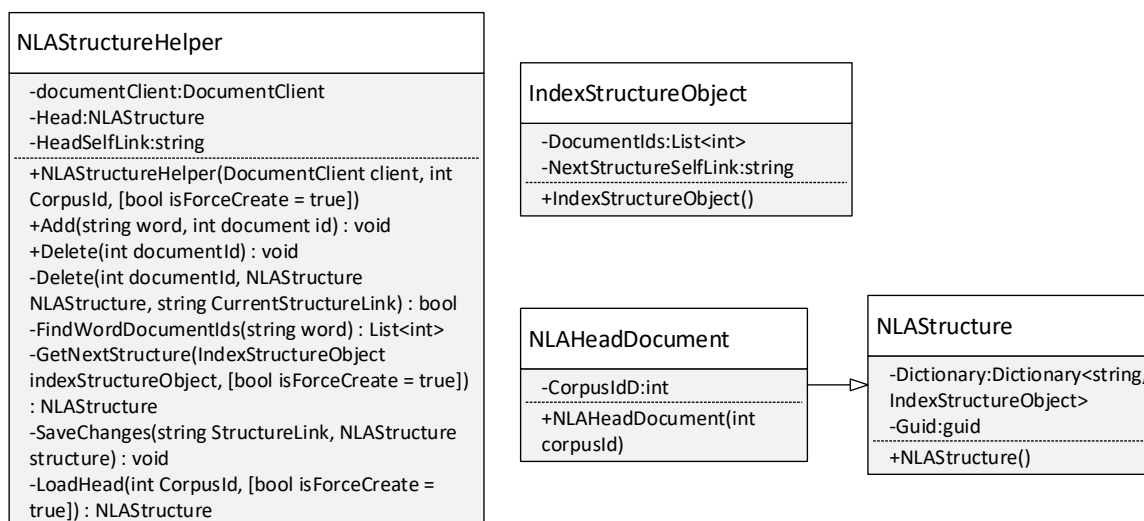 NLAStructureHelper
-documentClient:DocumentClient
-Head:NLAStructure
-HeadSelfLink:string
+NLAStructureHelper(DocumentClient client, int
CorpusId, [bool isForceCreate = true])
+Add(string word, int document id) : void
+Delete(int documentId) : void
-Delete(int documentId, NLAStructure
NLAStructure, string CurrentStructureLink) : bool
-FindWordDocumentIds(string word) : List<int>
-GetNextStructure(IndexStructureObject
indexStructureObject, [bool isForceCreate = true])
: NLAStructure
-SaveChanges(string StructureLink, NLAStructure
structure) : void
-LoadHead(int CorpusId, [bool isForceCreate =
true]) : NLAStructure
IndexStructureObject
-DocumentIds:List<int>
-NextStructureSelfLink:string
+IndexStructureObject()
NLAHeadDocument
-CorpusIdD:int
+NLAHeadDocument(int
corpusId)
NLAStructure
-Dictionary:Dictionary<string,
IndexStructureObject>
-Guid:guid
+NLAStructure()